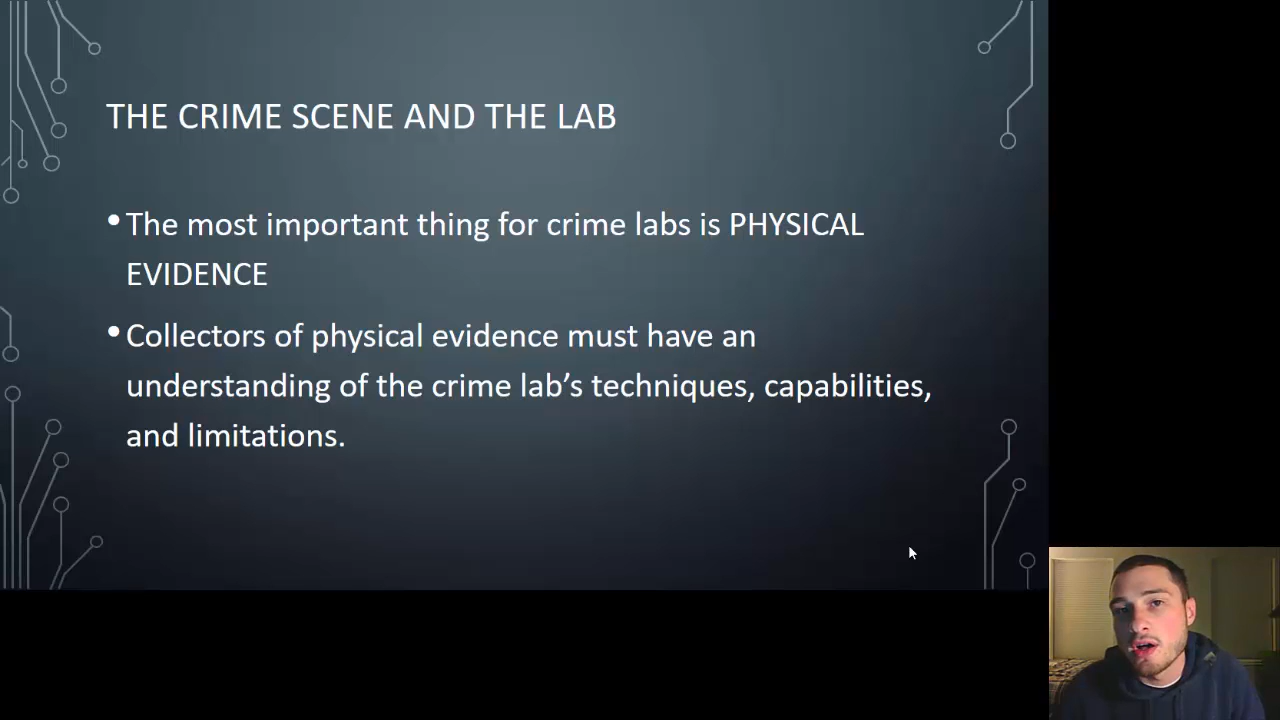 THE CRIME SCENE AND THE LAB
•The most important thing for crime labs is PHYSICAL
EVIDENCE
•Collectors of physical evidence must have an
understanding of the crime lab’s techniques, capabilities,
and limitations.